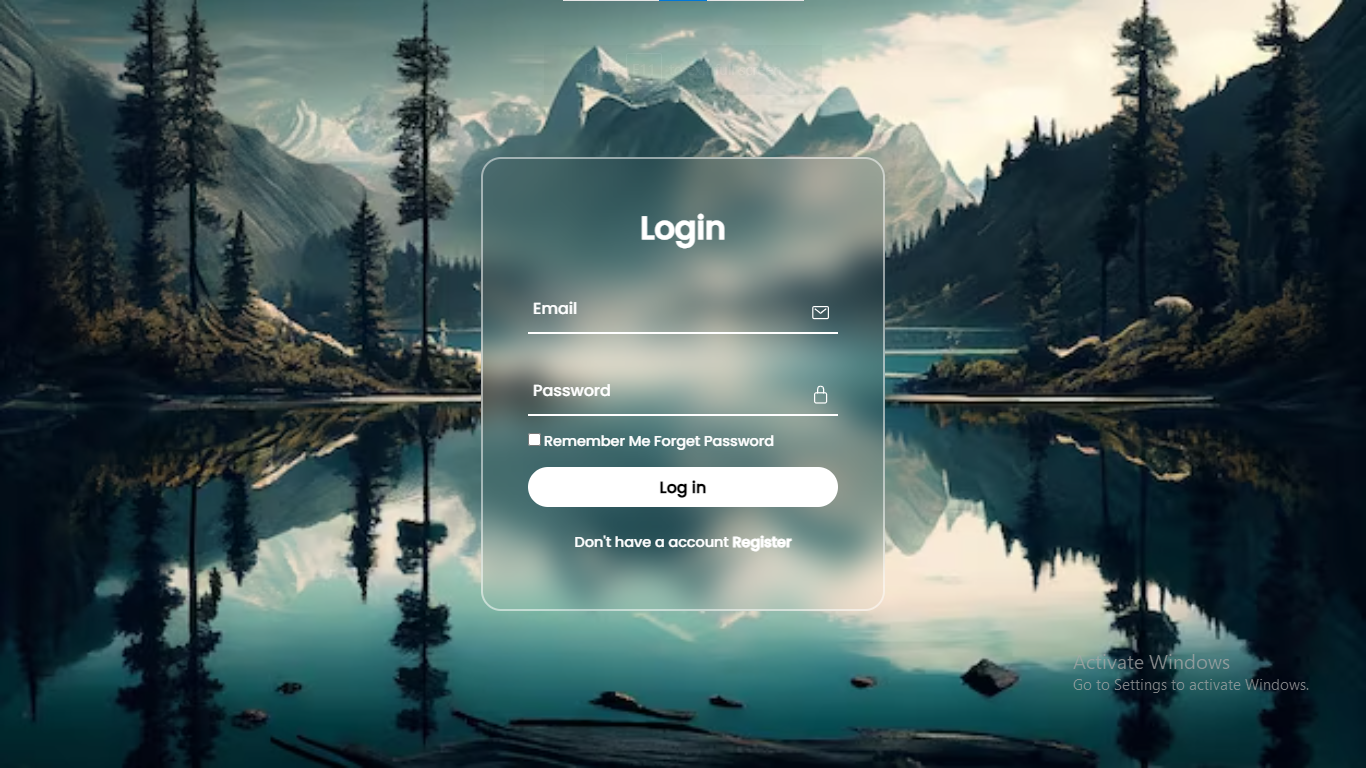 Login
Email
Password
Remember Me Forget Password
Log in
Don't have a account Register
Activate Windows
Go to Settings to activate Windows.